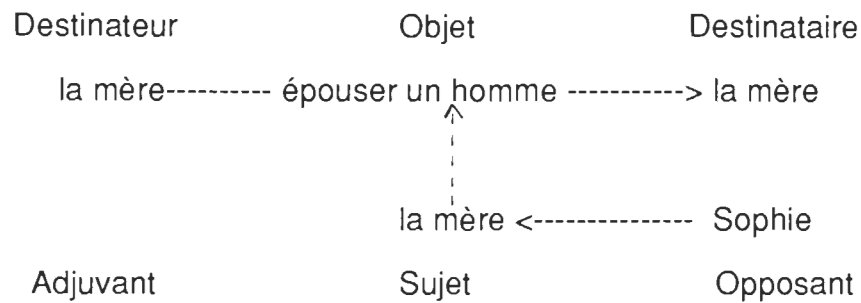 Destinateur Objet Destinataire
la mère---------- épouser un homme -----------> la mère
la mère <--------------- Sophie
Adjuvant Sujet Opposant